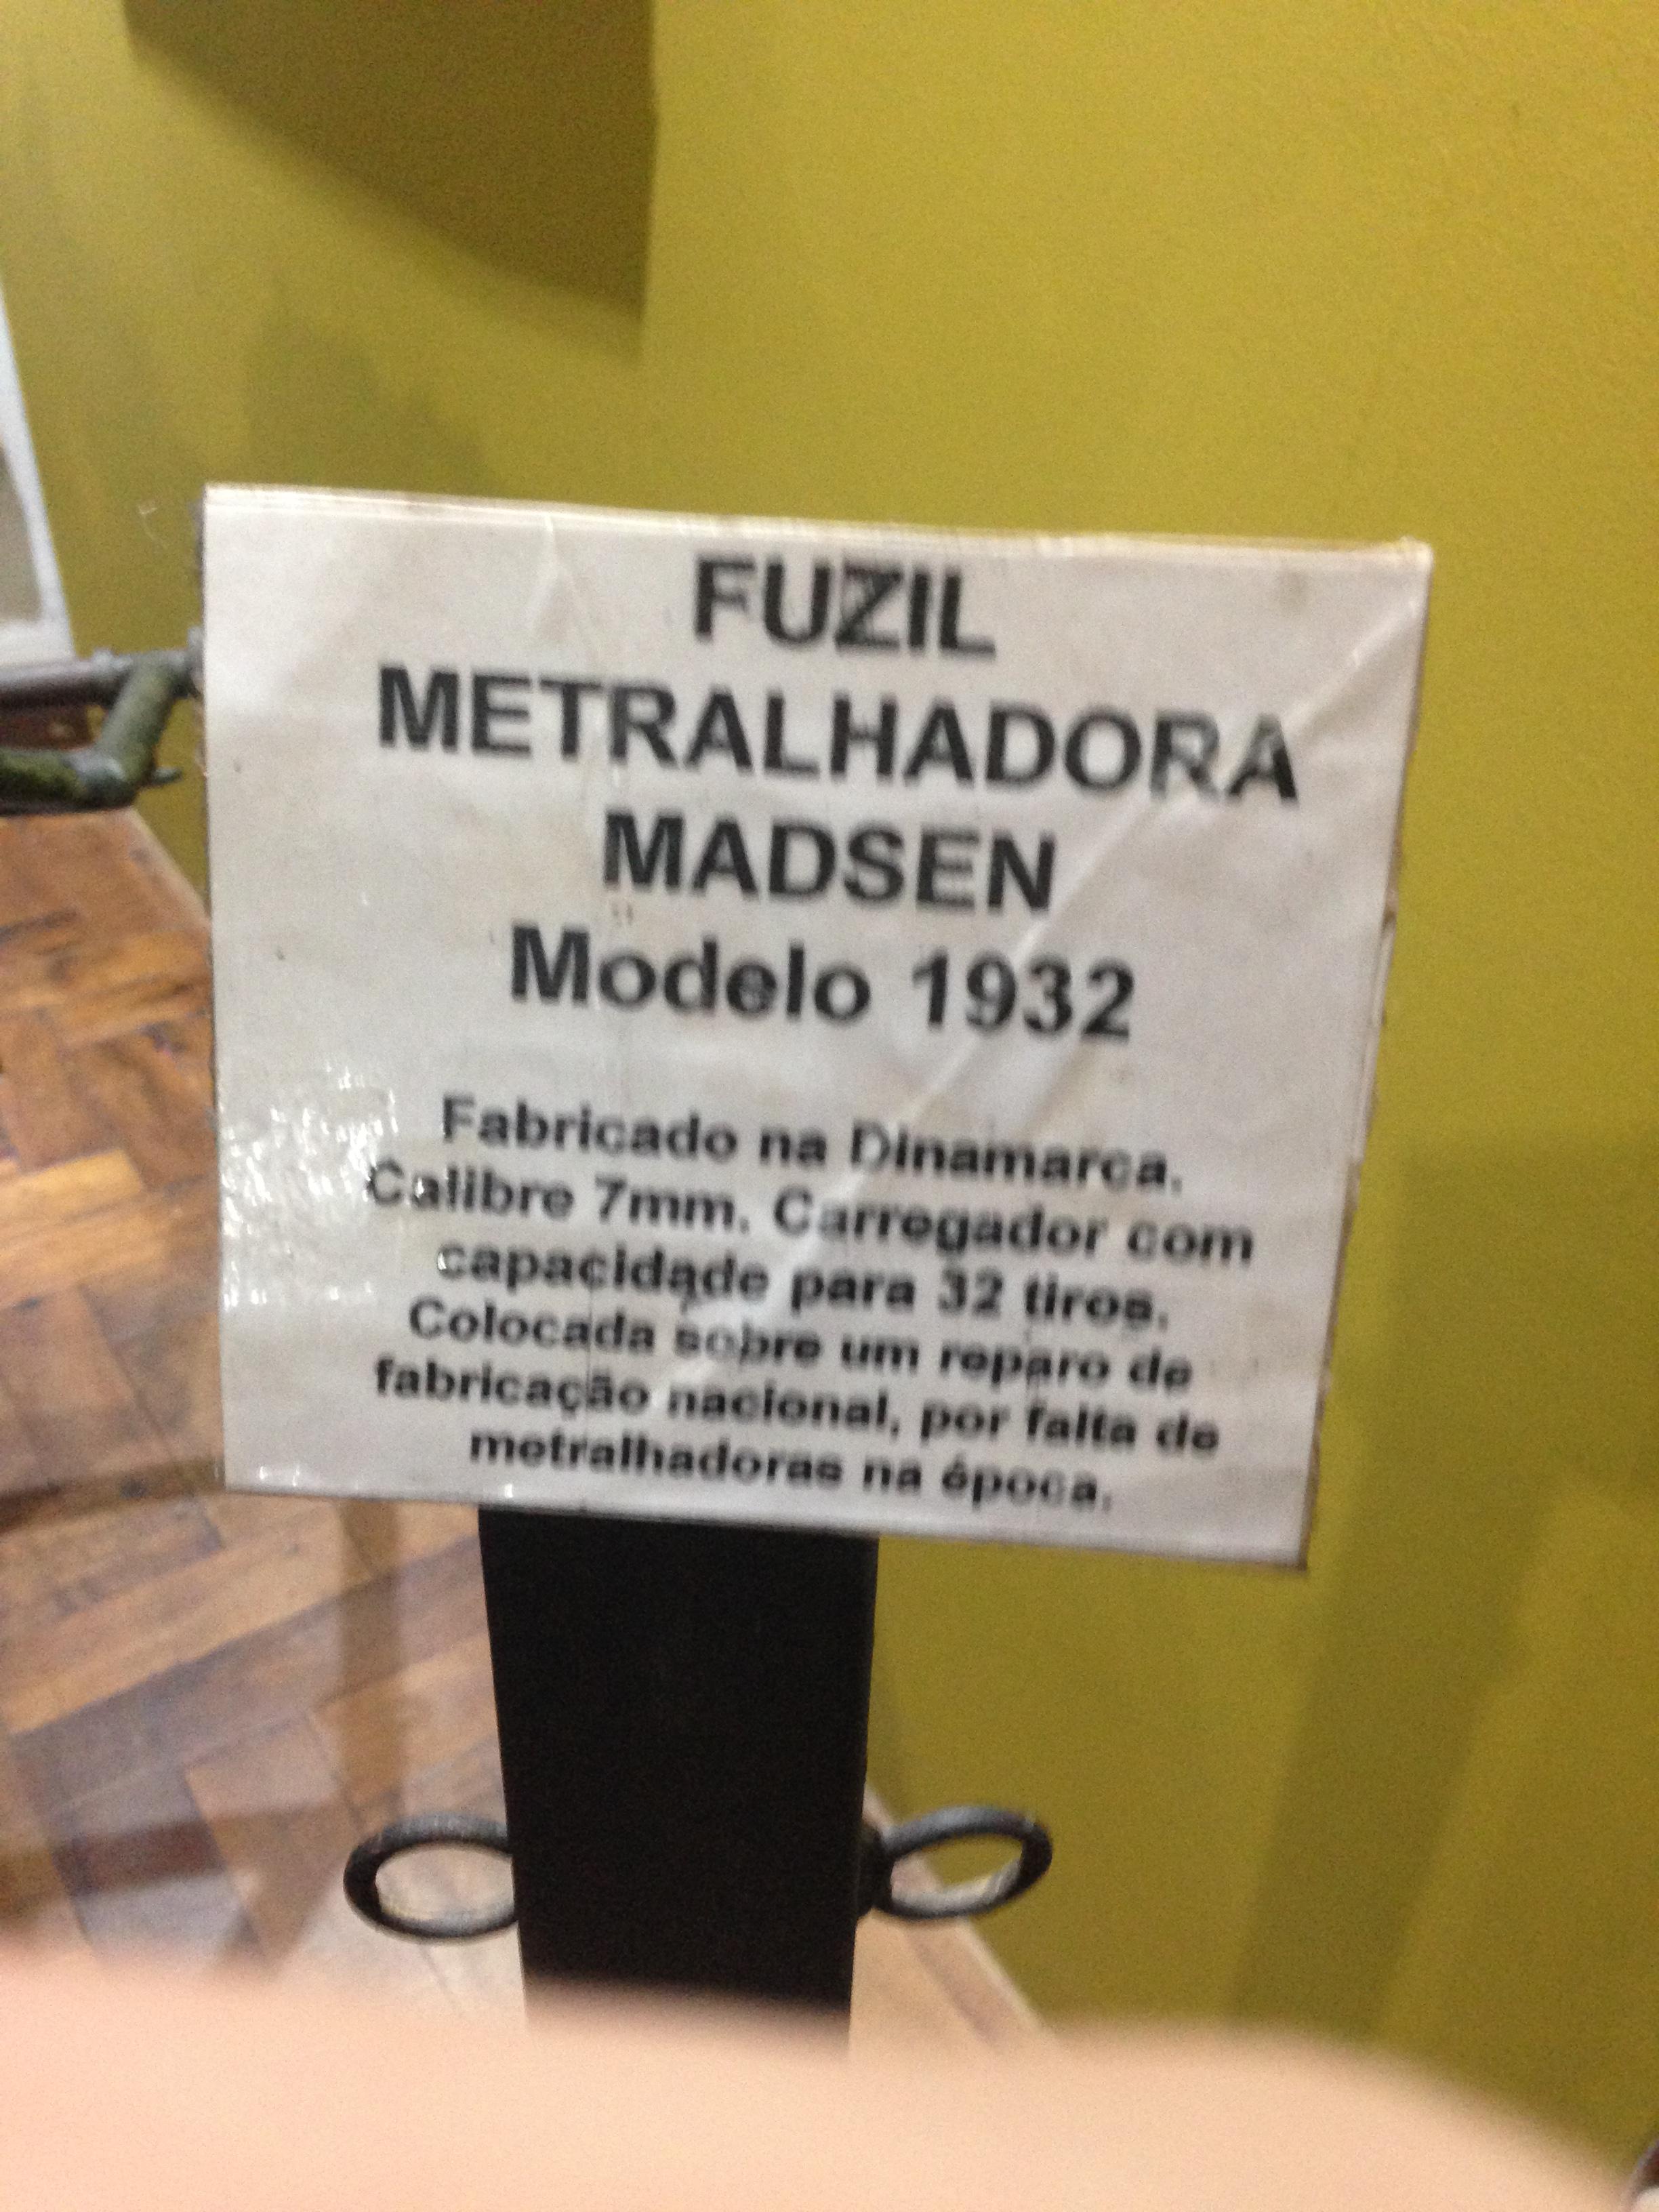 FUZIL
METRALHADORA
MADSEN
Modelo 1932
Fabricado na Dinamarca.
Calibre 7mm. Carregador com
capacidade para 32 tiros.
Colocada sobre um reparo de
fabricação nacional, por falta de
metralhadoras na época.